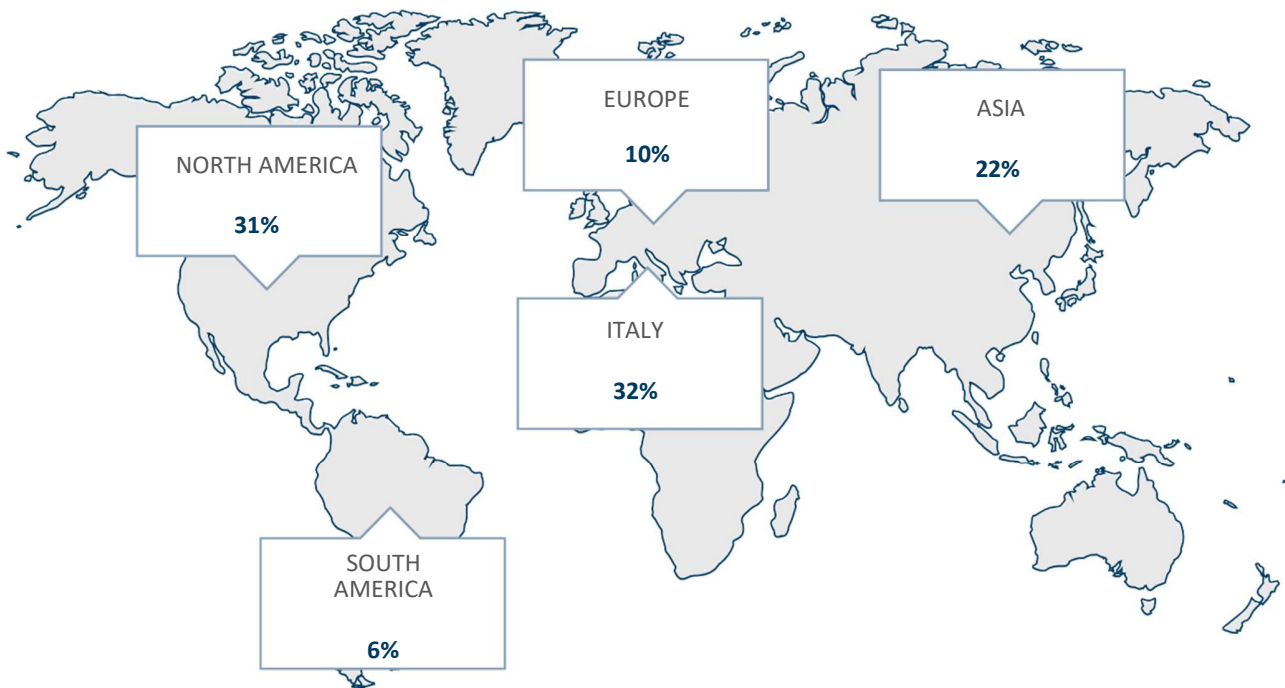 NORTH AMERICA
31%
EUROPE
10%
ASIA
22%
ITALY
32%
SOUTH
AMERICA
6%